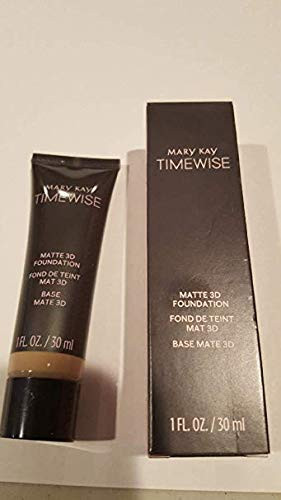 MARY KAY
TIMEWISE
MATTE 3D
FOUNDATION
FOND DE TEINT
MAT 3D
BASE
MATE 3D
1 FL. OZ. / 30 ml
MARY KAY
TIMEWISE
MATTE 3D
FOUNDATION
FOND DE TEINT
MAT 3D
BASE MATE 3D
1 FL. OZ. / 30 ml